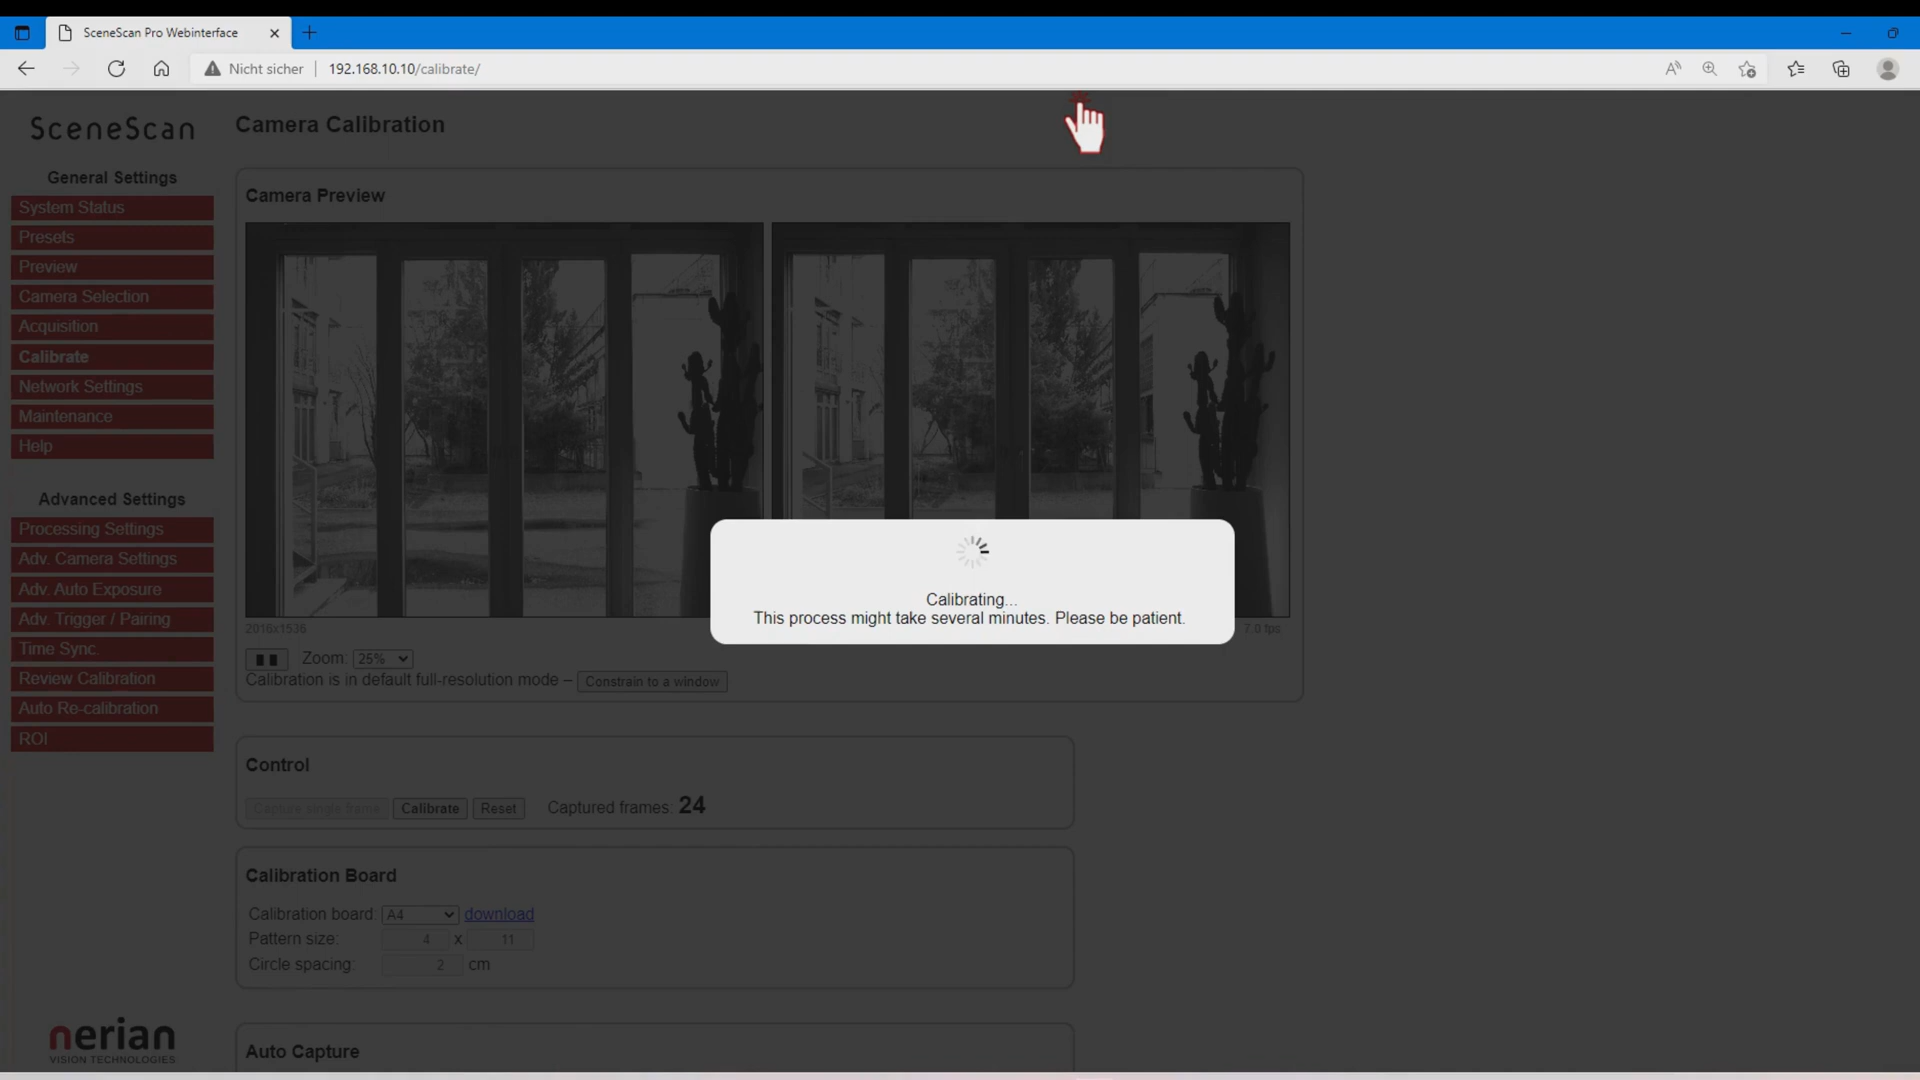 SceneScan Pro Webinterface
Nicht sicher
192.168.10.10/calibrate/
SceneScan
General Settings
System Status
Presets
Preview
Camera Selection
Acquisition
Calibrate
Network Settings
Maintenance
Help
Advanced Settings
Processing Settings
Adv. Camera Settings
Adv. Auto Exposure
Adv. Trigger / Pairing
Time Sync.
Review Calibration
Auto Re-calibration
ROI
nerian
VISION TECHNOLOGIES
Camera Calibration
Camera Preview
Calibrating...
This process might take several minutes. Please be patient.
2016x1536
7.0 fps
Zoom: 25%
Calibration is in default full-resolution mode – Constrain to a window
Control
Capture single frame Calibrate Reset Captured frames: 24
Calibration Board
Calibration board: A4 download
Pattern size: 4 x 11
Circle spacing: 2 cm
Auto Capture